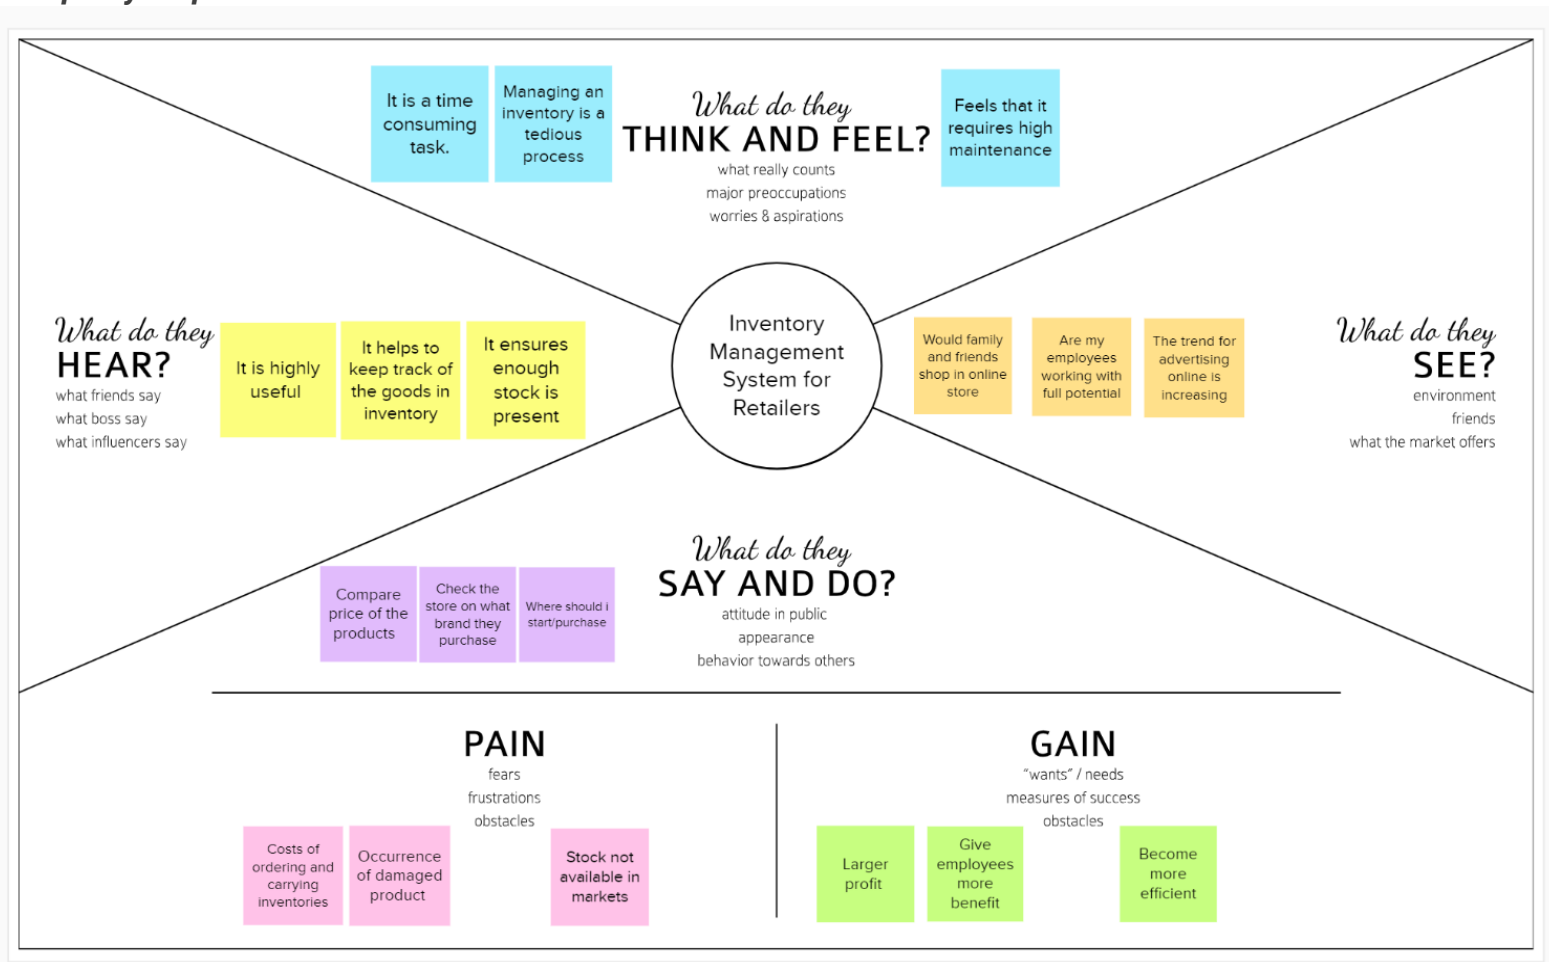 It is a time
consuming
task.
Managing an
inventory is a
tedious
process
What do they
THINK AND FEEL?
what really counts
major preoccupations
worries & aspirations
Feels that it
requires high
maintenance
What do they
HEAR?
what friends say
what boss say
what influencers say
It is highly
useful
It helps to
keep track of
the goods in
inventory
It ensures
enough
stock is
present
Inventory
Management
System for
Retailers
Would family
and friends
shop in online
store
Are my
employees
working with
full potential
The trend for
advertising
online is
increasing
What do they
SEE?
environment
friends
what the market offers
What do they
SAY AND DO?
attitude in public
appearance
behavior towards others
Compare
price of the
products
Check the
store on what
brand they
purchase
Where should i
start/purchase
PAIN
fears
frustrations
obstacles
Costs of
ordering and
carrying
inventories
Occurrence
of damaged
product
Stock not
available in
markets
GAIN
“wants” / needs
measures of success
obstacles
Larger
profit
Give
employees
more
benefit
Become
more
efficient